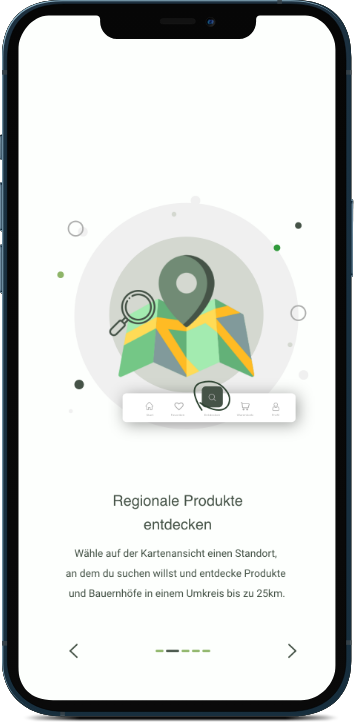 Regionale Produkte
entdecken
Wähle auf der Kartenansicht einen Standort,
an dem du suchen willst und entdecke Produkte
und Bauernhöfe in einem Umkreis bis zu 25km.